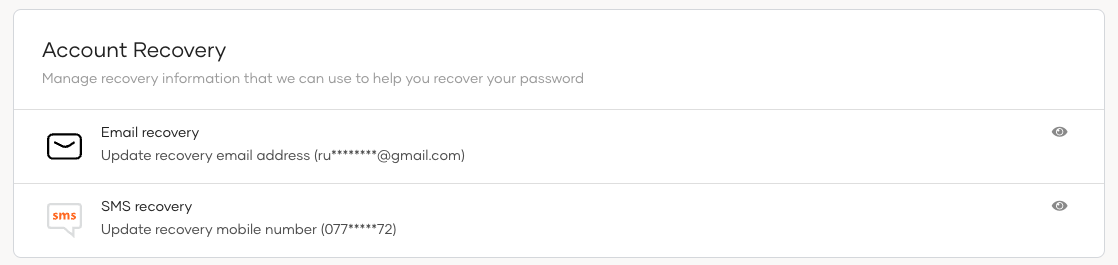 Account Recovery
Manage recovery information that we can use to help you recover your password
Email recovery
Update recovery email address (ru********@gmail.com)
sms
SMS recovery
Update recovery mobile number (077*****72)